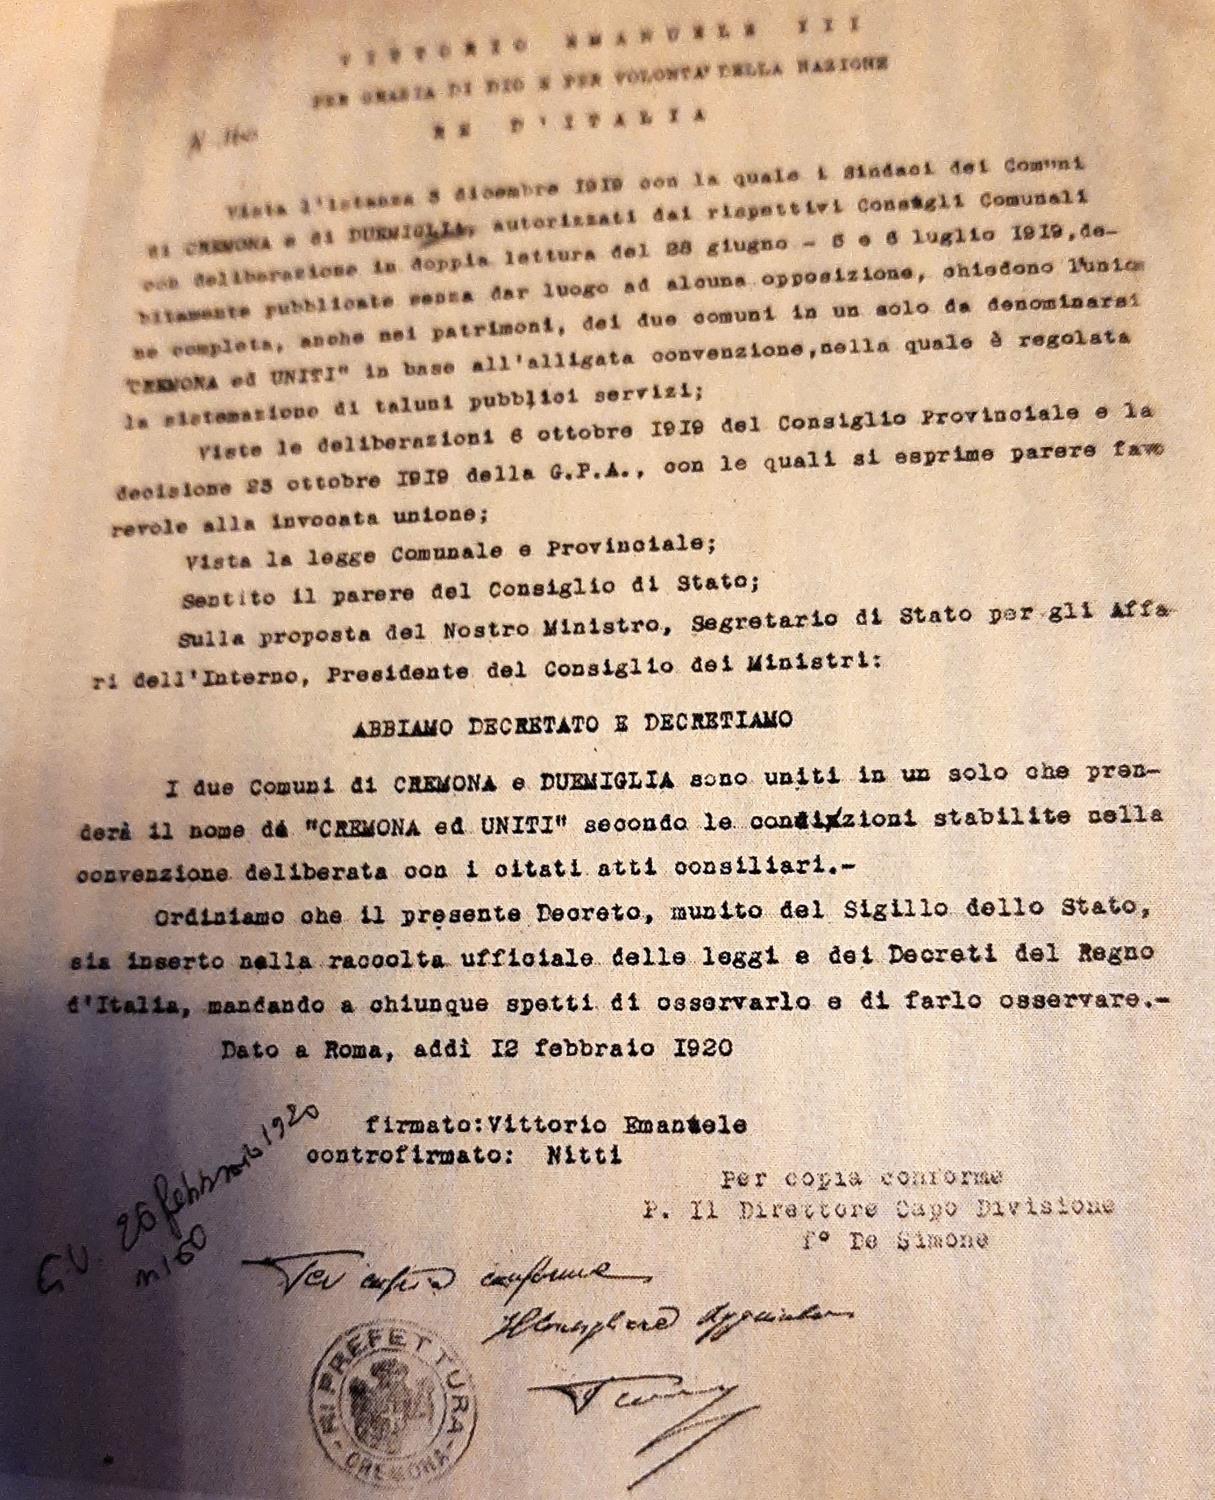 VITTORIO EMANUELE III
PER GRAZIA DI DIO E PER VOLONTA' DELLA NAZIONE
RE D'ITALIA
Vista l'istanza 3 dicembre 1919 con la quale i Sindaci dei Comuni
di CREMONA e di DUEMIGLIA, autorizzati dai rispettivi Consigli Comunali
con deliberazione in doppia lettura del 28 giugno - 5 e 6 luglio 1919,de-
bitamente pubblicate senza dar luogo ad alcuna opposizione, chiedono l'unio
ne completa, anche nei patrimoni, dei due comuni in un solo da denominarsi
"CREMONA ed UNITI" in base all'alligata convenzione,nella quale è regolata
la sistemazione di taluni pubblici servizi;
Viste le deliberazioni 6 ottobre 1919 del Consiglio Provinciale e la
decisione 23 ottobre 1919 della G.P.A., con le quali si esprime parere favo
revole alla invocata unione;
Vista la legge Comunale e Provinciale;
Sentito il parere del Consiglio di Stato;
Sulla proposta del Nostro Ministro, Segretario di Stato per gli Affa-
ri dell'Interno, Presidente del Consiglio dei Ministri:
ABBIAMO DECRETATO E DECRETIAMO
I due Comuni di CREMONA e DUEMIGLIA sono uniti in un solo che pren-
derà il nome di "CREMONA ed UNITI" secondo le condizioni stabilite nella
convenzione deliberata con i citati atti consiliari.-
Ordiniamo che il presente Decreto, munito del Sigillo dello Stato,
sia inserto nella raccolta ufficiale delle leggi e dei Decreti del Regno
d'Italia, mandando a chiunque spetti di osservarlo e di farlo osservare.-
Dato a Roma, addì 12 febbraio 1920
firmato:Vittorio Emanuele
controfirmato: Nitti
G.U. 26 febbraio 1920
n. 160
Per copia conforme
P. Il Direttore Capo Divisione
f° De Simone
Per copia conforme
Il Consigliere Aggiunto
R. PREFETTURA
- CREMONA -